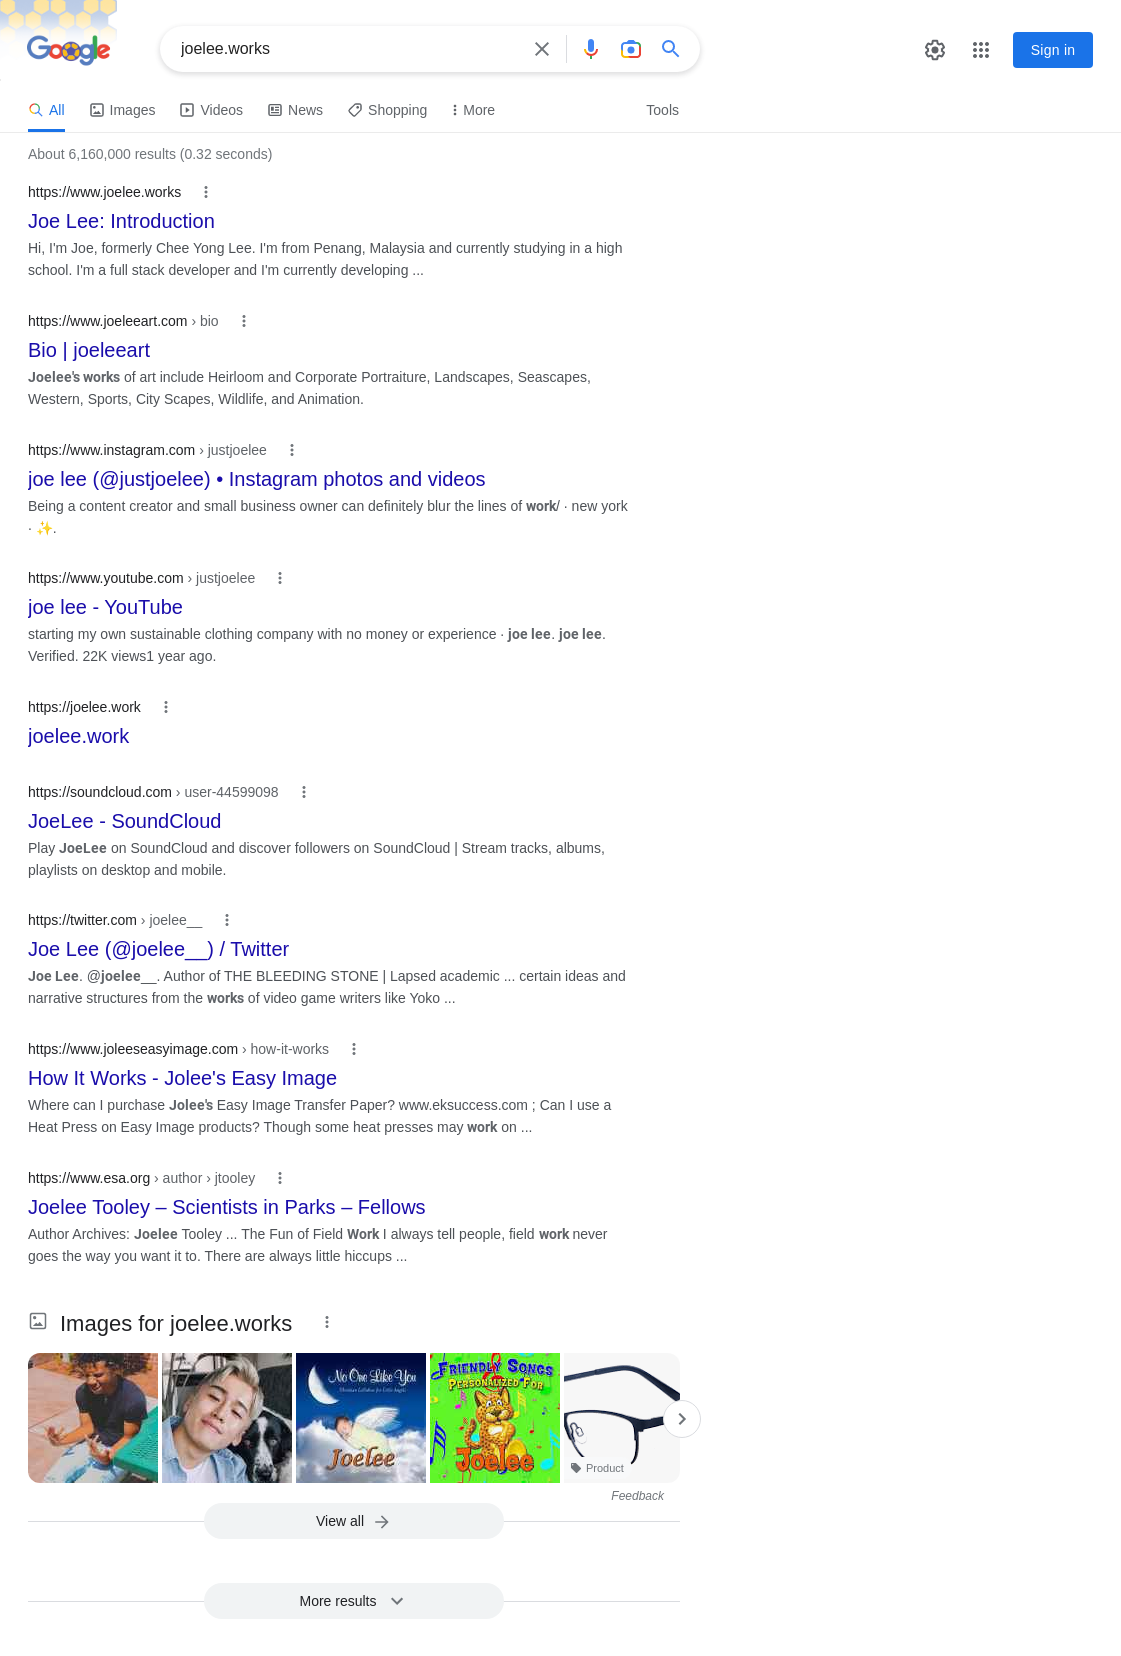 Google
joelee.works
Sign in
All
Images
Videos
News
Shopping
More
Tools
About 6,160,000 results (0.32 seconds)
https://www.joelee.works
Joe Lee: Introduction
Hi, I'm Joe, formerly Chee Yong Lee. I'm from Penang, Malaysia and currently studying in a high
school. I'm a full stack developer and I'm currently developing ...
https://www.joeleeart.com › bio
Bio | joeleeart
Joelee's works of art include Heirloom and Corporate Portraiture, Landscapes, Seascapes,
Western, Sports, City Scapes, Wildlife, and Animation.
https://www.instagram.com › justjoelee
joe lee (@justjoelee) • Instagram photos and videos
Being a content creator and small business owner can definitely blur the lines of work/ · new york
· ✨.
https://www.youtube.com › justjoelee
joe lee - YouTube
starting my own sustainable clothing company with no money or experience · joe lee. joe lee.
Verified. 22K views1 year ago.
https://joelee.work
joelee.work
https://soundcloud.com › user-44599098
JoeLee - SoundCloud
Play JoeLee on SoundCloud and discover followers on SoundCloud | Stream tracks, albums,
playlists on desktop and mobile.
https://twitter.com › joelee__
Joe Lee (@joelee__) / Twitter
Joe Lee. @joelee__. Author of THE BLEEDING STONE | Lapsed academic ... certain ideas and
narrative structures from the works of video game writers like Yoko ...
https://www.joleeseasyimage.com › how-it-works
How It Works - Jolee's Easy Image
Where can I purchase Jolee's Easy Image Transfer Paper? www.eksuccess.com ; Can I use a
Heat Press on Easy Image products? Though some heat presses may work on ...
https://www.esa.org › author › jtooley
Joelee Tooley – Scientists in Parks – Fellows
Author Archives: Joelee Tooley ... The Fun of Field Work I always tell people, field work never
goes the way you want it to. There are always little hiccups ...
Images for joelee.works
No One Like You
Christian Lullabies for Little Angels
Joelee
FRIENDLY SONGS
PERSONALIZED FOR
Joelee
Product
Feedback
View all
More results